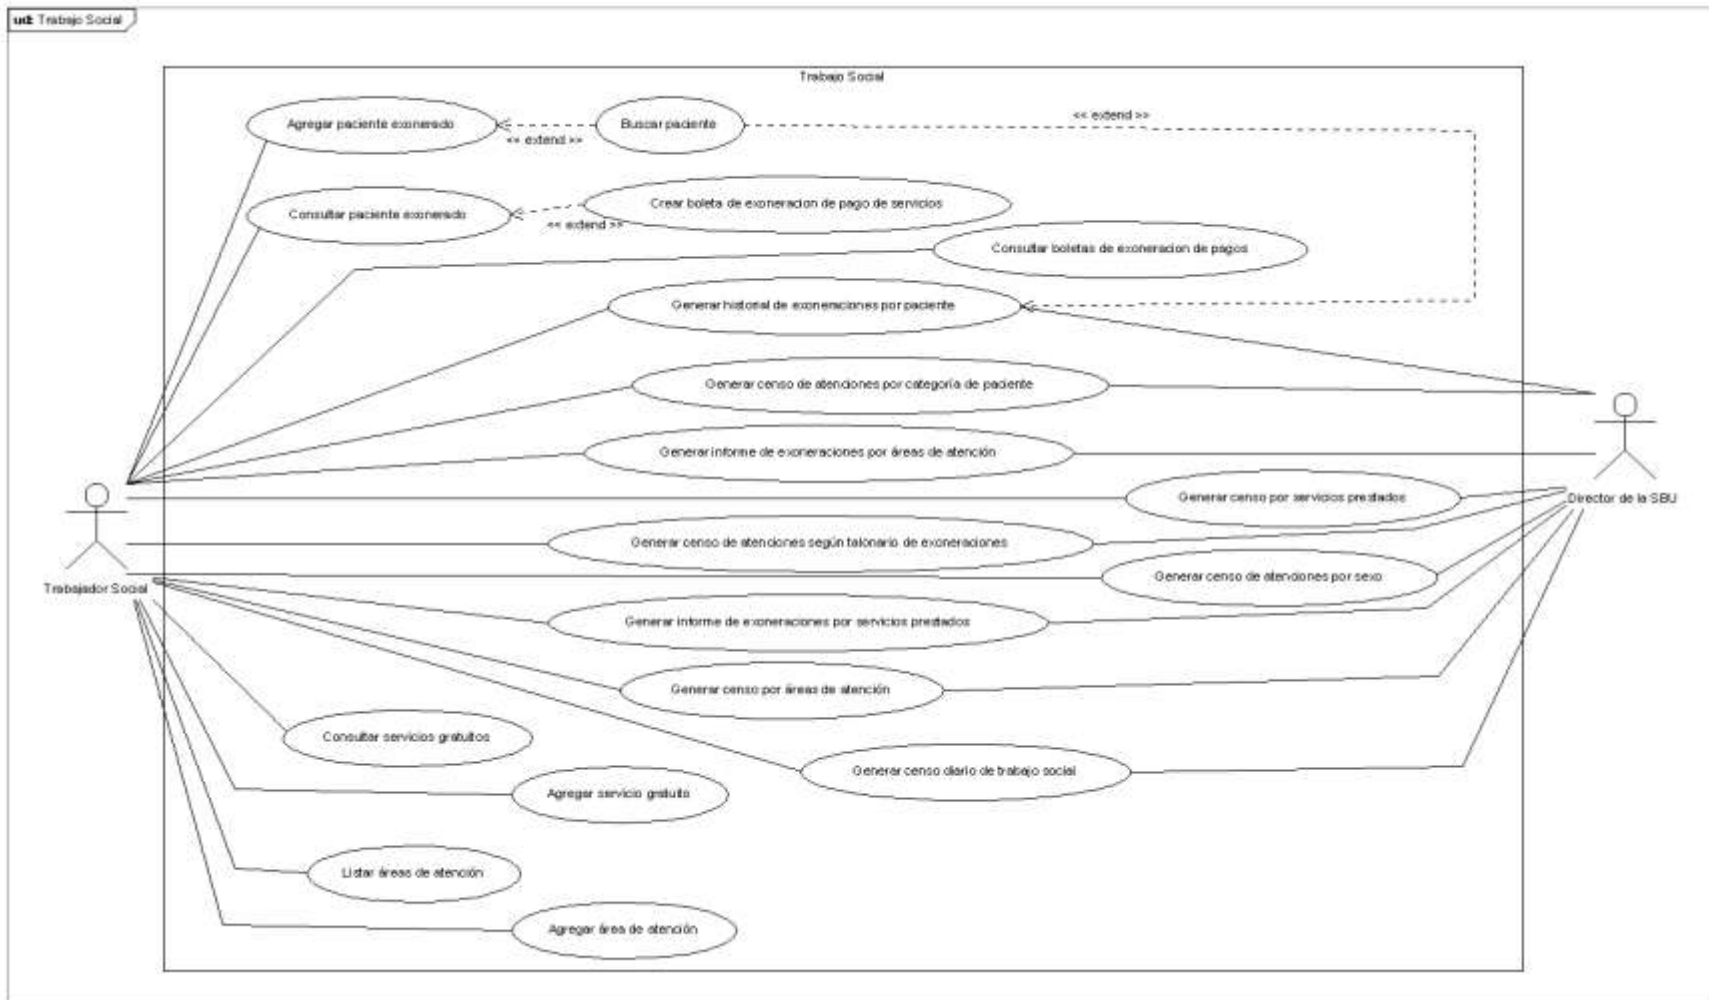 ud: Trabajo Social
Trabajo Social
Agregar paciente exonerado
Buscar paciente
<< extend >>
<< extend >>
Consultar paciente exonerado
Crear boleta de exoneracion de pago de servicios
<< extend >>
Consultar boletas de exoneracion de pagos
Generar historial de exoneraciones por paciente
Generar censo de atenciones por categoría de paciente
Generar informe de exoneraciones por áreas de atención
Generar censo por servicios prestados
Director de la SBU
Generar censo de atenciones según talonario de exoneraciones
Generar censo de atenciones por sexo
Trabajador Social
Generar informe de exoneraciones por servicios prestados
Generar censo por áreas de atención
Consultar servicios gratuitos
Generar censo diario de trabajo social
Agregar servicio gratuito
Listar áreas de atención
Agregar área de atención